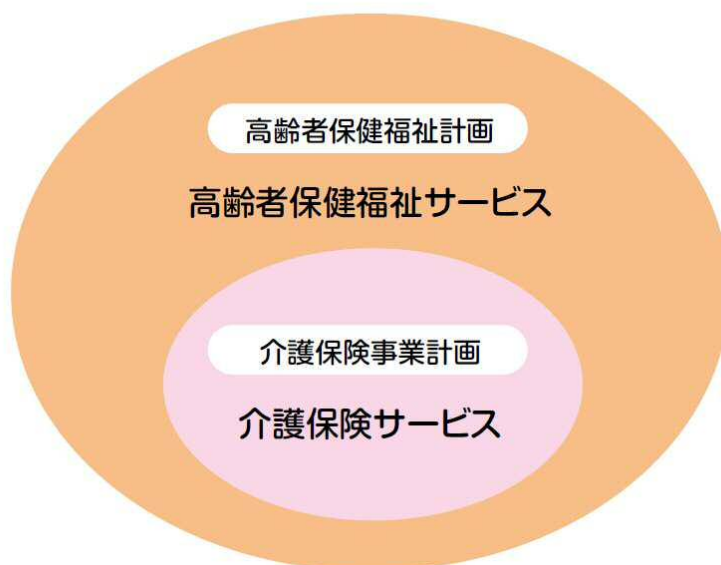 高齢者保健福祉計画
高齢者保健福祉サービス
介護保険事業計画
介護保険サービス